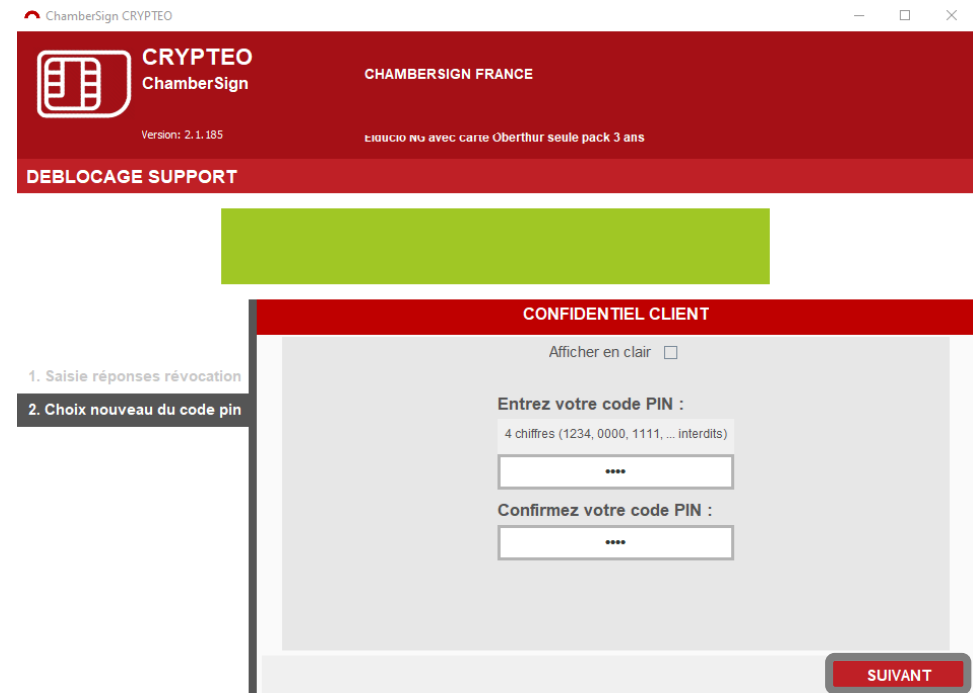 ChamberSign CRYPTEO
CRYPTEO
ChamberSign
CHAMBERSIGN FRANCE
Version: 2.1.185
Eiducio NG avec carte Oberthur seule pack 3 ans
DEBLOCAGE SUPPORT
CONFIDENTIEL CLIENT
Afficher en clair
1. Saisie réponses révocation
2. Choix nouveau du code pin
Entrez votre code PIN :
4 chiffres (1234, 0000, 1111, ... interdits)
••••
Confirmez votre code PIN :
••••
SUIVANT